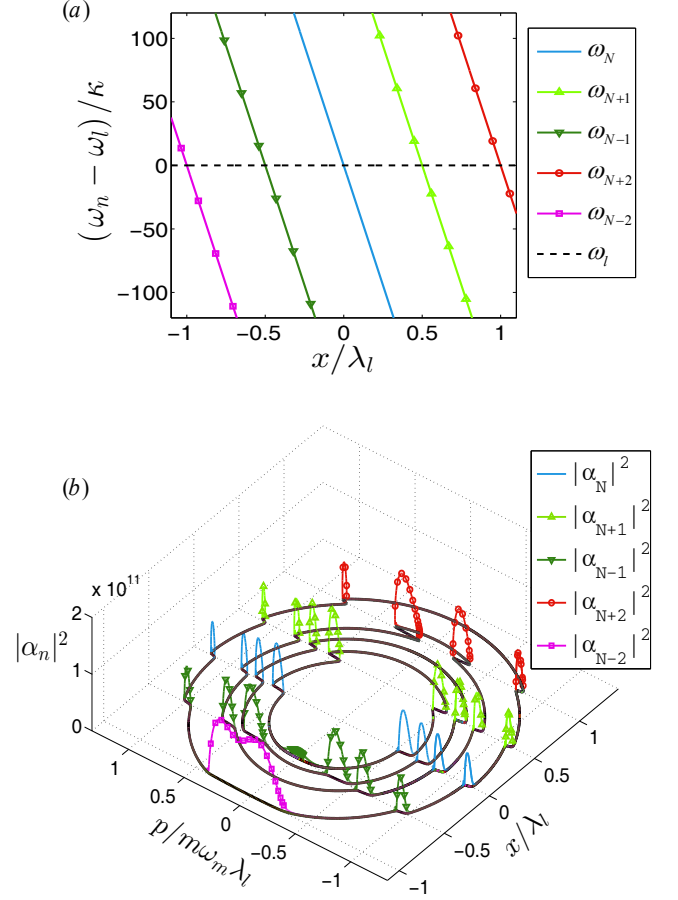 (a)
(ω_n − ω_l)/κ
100
50
0
−50
−100
−1
−0.5
0
0.5
1
x/λ_l
ω_N
ω_{N+1}
ω_{N−1}
ω_{N+2}
ω_{N−2}
ω_l
(b)
|α_N|²
|α_{N+1}|²
|α_{N−1}|²
|α_{N+2}|²
|α_{N−2}|²
x 10¹¹
2
1
0
|α_n|²
1
0.5
0
−0.5
−1
p/mω_mλ_l
−1
−0.5
0
0.5
1
x/λ_l